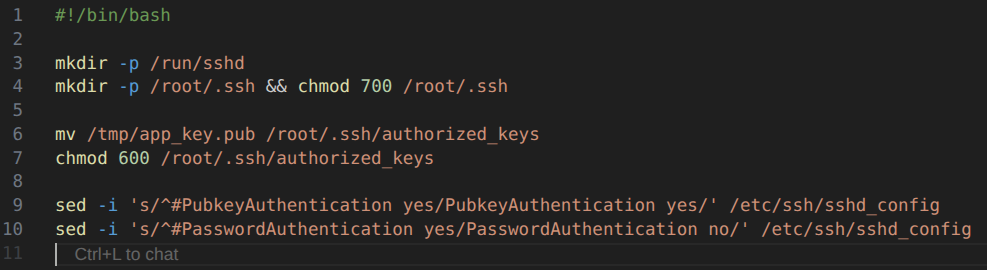 1 #!/bin/bash
2
3 mkdir -p /run/sshd
4 mkdir -p /root/.ssh && chmod 700 /root/.ssh
5
6 mv /tmp/app_key.pub /root/.ssh/authorized_keys
7 chmod 600 /root/.ssh/authorized_keys
8
9 sed -i 's/^#PubkeyAuthentication yes/PubkeyAuthentication yes/' /etc/ssh/sshd_config
10 sed -i 's/^#PasswordAuthentication yes/PasswordAuthentication no/' /etc/ssh/sshd_config
11 Ctrl+L to chat